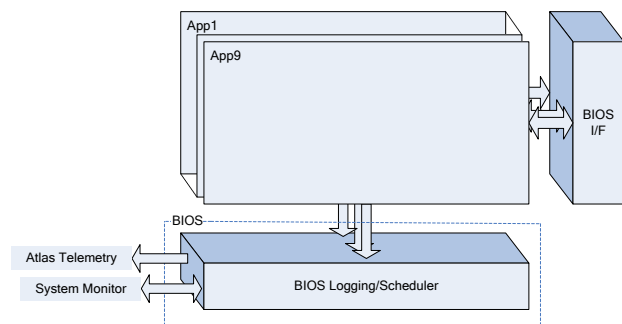 App1
App9
BIOS
I/F
BIOS
Atlas Telemetry
System Monitor
BIOS Logging/Scheduler